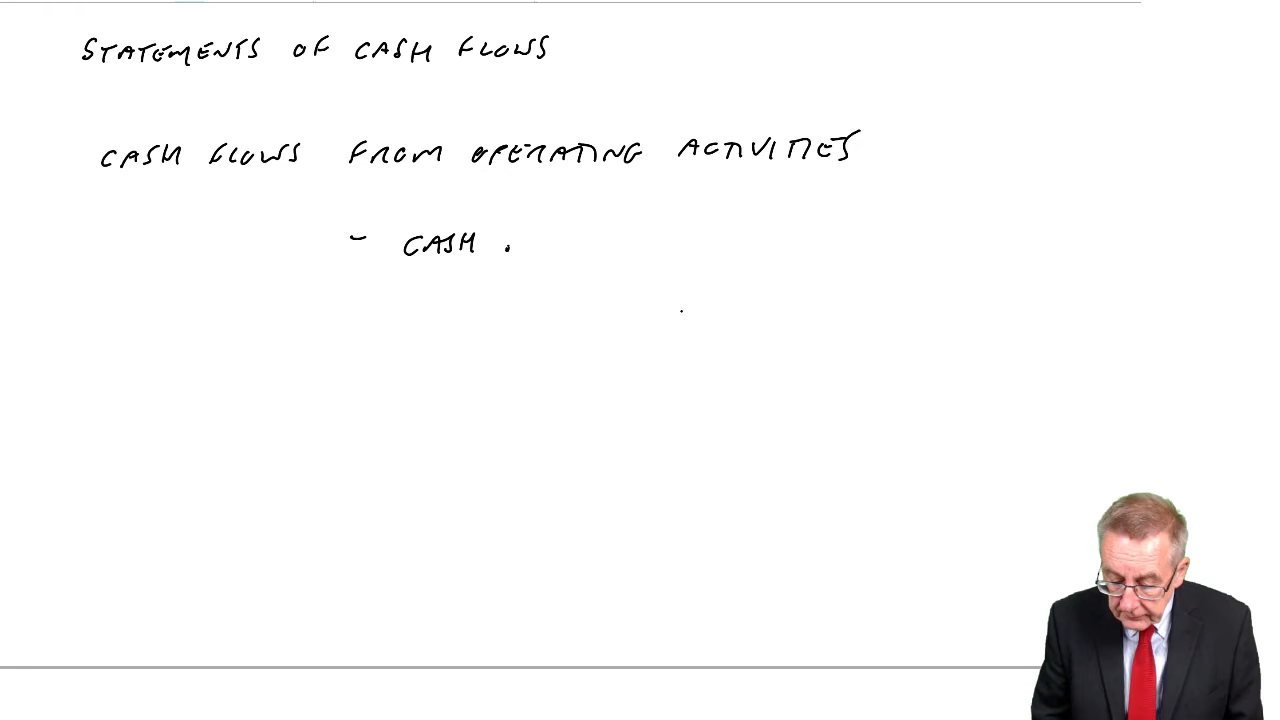 STATEMENTS OF CASH FLOWS
CASH FLOWS FROM OPERATING ACTIVITIES
- CASH .